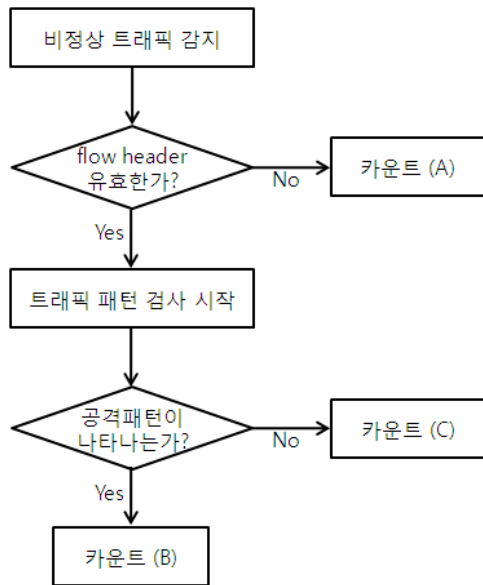 비정상 트래픽 감지
flow header
유효한가?
No
카운트 (A)
Yes
트래픽 패턴 검사 시작
공격패턴이
나타나는가?
No
카운트 (C)
Yes
카운트 (B)